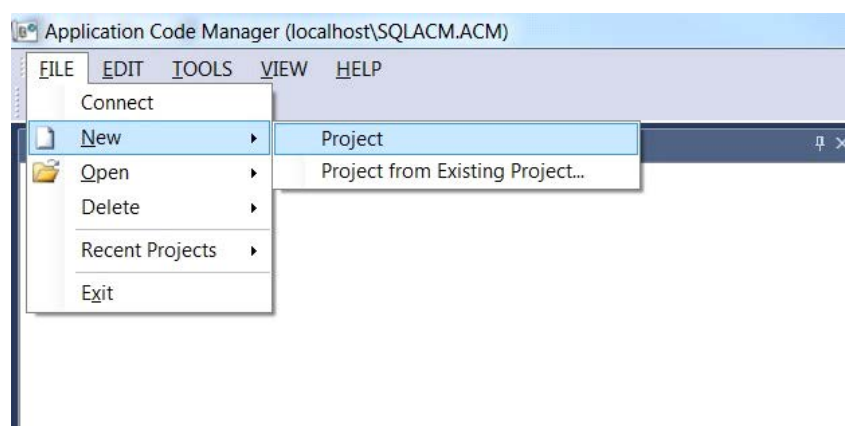 Application Code Manager (localhost\SQLACM.ACM)
FILE EDIT TOOLS VIEW HELP
Connect
New
Project
Open
Project from Existing Project...
Delete
Recent Projects
Exit